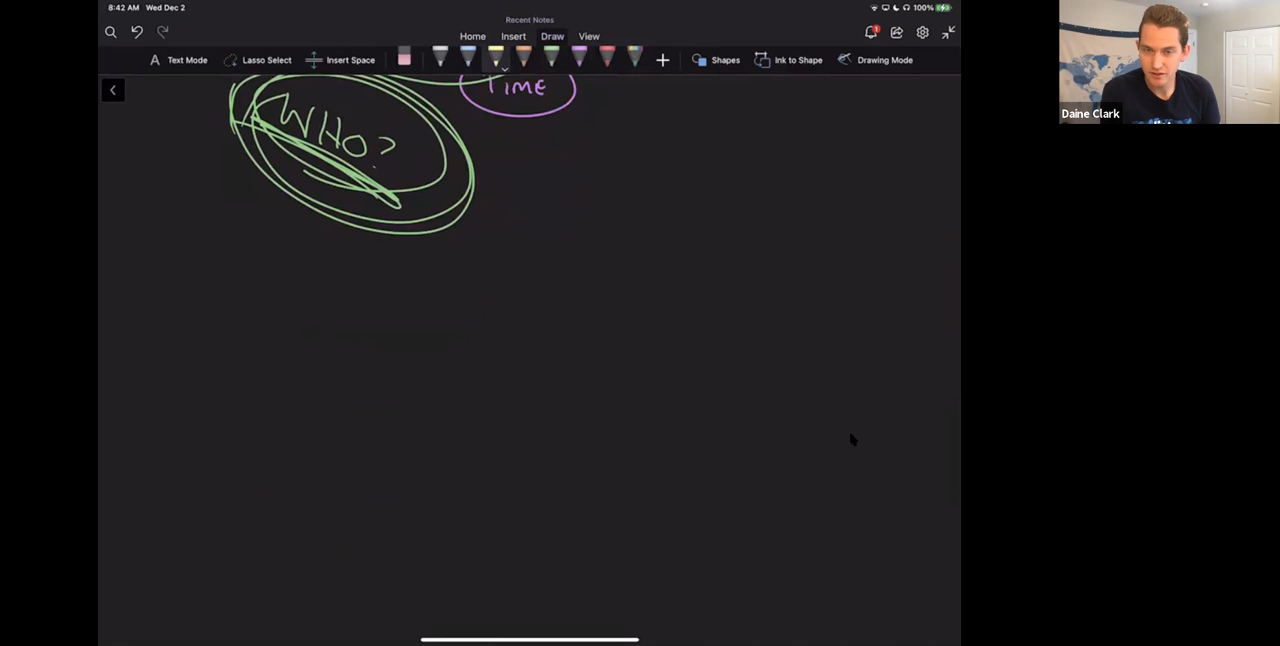 8:42 AM Wed Dec 2
100%
Recent Notes
Home Insert Draw View
1
Text Mode Lasso Select Insert Space Shapes Ink to Shape Drawing Mode
TIME
WHO?
Daine Clark